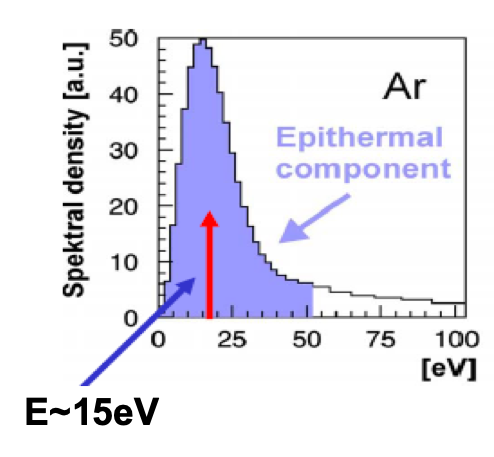 50
40
30
20
10
0
Spektral density [a.u.]
Ar
Epithermal
component
0 25 50 75 100
[eV]
E~15eV